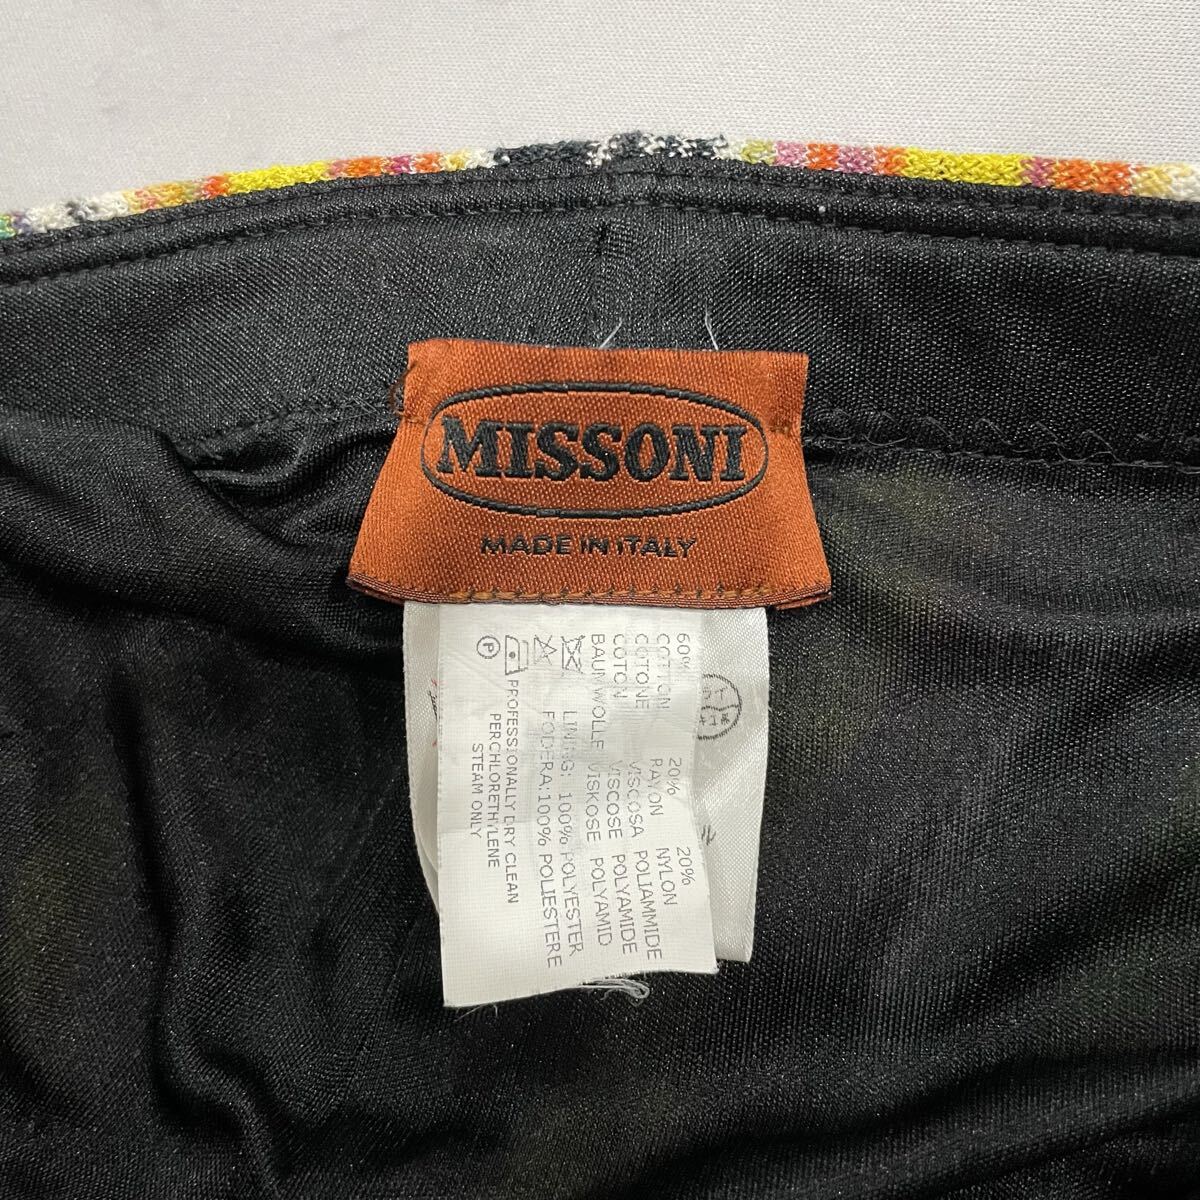 MISSONI
MADE IN ITALY
60% 20% 20%
COTTON RAYON NYLON
COTONE VISCOSA POLIAMMIDE
COTON VISCOSE POLYAMIDE
BAUMWOLLE VISKOSE POLYAMID
LINING: 100% POLYESTER
FODERA: 100% POLIESTERE
P PROFESSIONALLY DRY CLEAN
PERCHLORETHYLENE
STEAM ONLY